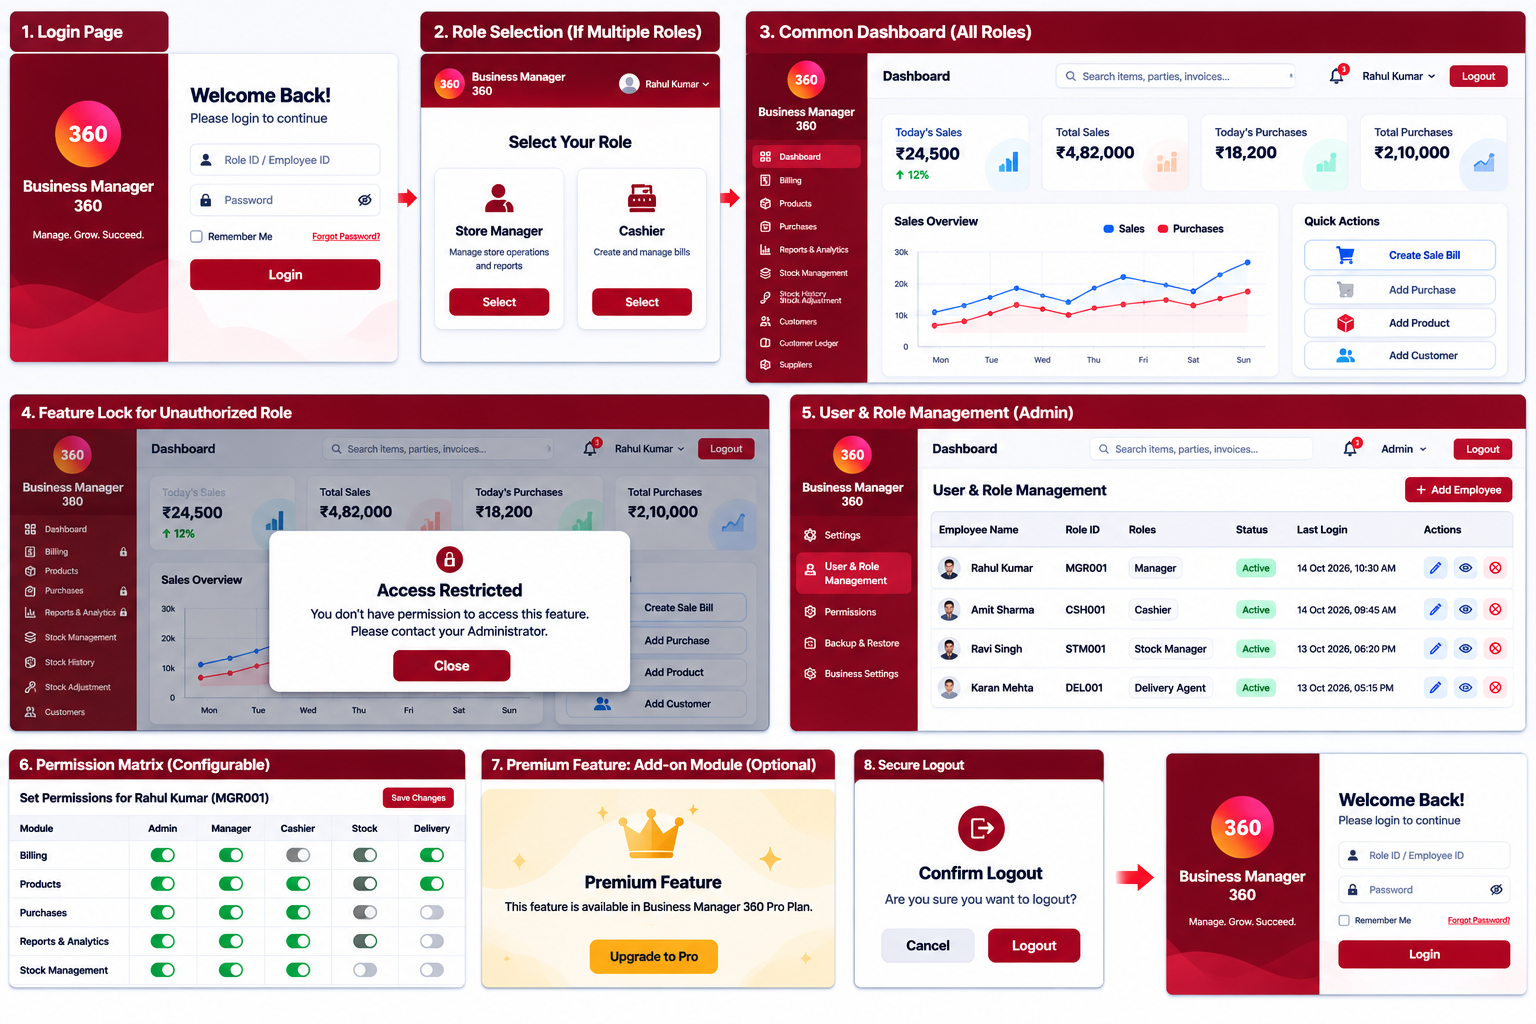 1. Login Page
360
Business Manager
360
Manage. Grow. Succeed.
Welcome Back!
Please login to continue
Role ID / Employee ID
Password
Remember Me
Forgot Password?
Login
2. Role Selection (If Multiple Roles)
360
Business Manager
360
Rahul Kumar
Select Your Role
Store Manager
Manage store operations
and reports
Select
Cashier
Create and manage bills
Select
3. Common Dashboard (All Roles)
360
Business Manager
360
Dashboard
Billing
Products
Purchases
Reports & Analytics
Stock Management
Stock History
Stock Adjustment
Customers
Customer Ledger
Suppliers
Dashboard
Search items, parties, invoices...
3
Rahul Kumar
Logout
Today's Sales
₹24,500
↑ 12%
Total Sales
₹4,82,000
Today's Purchases
₹18,200
Total Purchases
₹2,10,000
Sales Overview
Sales
Purchases
30k
20k
10k
0
Mon Tue Wed Thu Fri Sat Sun
Quick Actions
Create Sale Bill
Add Purchase
Add Product
Add Customer
4. Feature Lock for Unauthorized Role
360
Business Manager
360
Dashboard
Billing
Products
Purchases
Reports & Analytics
Stock Management
Stock History
Stock Adjustment
Customers
Dashboard
Search items, parties, invoices...
3
Rahul Kumar
Logout
Today's Sales
₹24,500
↑ 12%
Total Sales
₹4,82,000
Today's Purchases
₹18,200
Total Purchases
₹2,10,000
Sales Overview
30k
20k
10k
0
Mon Tue Wed Thu Fri Sat Sun
Create Sale Bill
Add Purchase
Add Product
Add Customer
Access Restricted
You don't have permission to access this feature.
Please contact your Administrator.
Close
5. User & Role Management (Admin)
360
Business Manager
360
Settings
User & Role
Management
Permissions
Backup & Restore
Business Settings
Dashboard
Search items, parties, invoices...
3
Admin
Logout
User & Role Management
+ Add Employee
Employee Name Role ID Roles Status Last Login Actions
Rahul Kumar MGR001 Manager Active 14 Oct 2026, 10:30 AM
Amit Sharma CSH001 Cashier Active 14 Oct 2026, 09:45 AM
Ravi Singh STM001 Stock Manager Active 13 Oct 2026, 06:20 PM
Karan Mehta DEL001 Delivery Agent Active 13 Oct 2026, 05:15 PM
6. Permission Matrix (Configurable)
Set Permissions for Rahul Kumar (MGR001)
Save Changes
Module Admin Manager Cashier Stock Delivery
Billing
Products
Purchases
Reports & Analytics
Stock Management
7. Premium Feature: Add-on Module (Optional)
Premium Feature
This feature is available in Business Manager 360 Pro Plan.
Upgrade to Pro
8. Secure Logout
Confirm Logout
Are you sure you want to logout?
Cancel
Logout
360
Business Manager
360
Manage. Grow. Succeed.
Welcome Back!
Please login to continue
Role ID / Employee ID
Password
Remember Me
Forgot Password?
Login